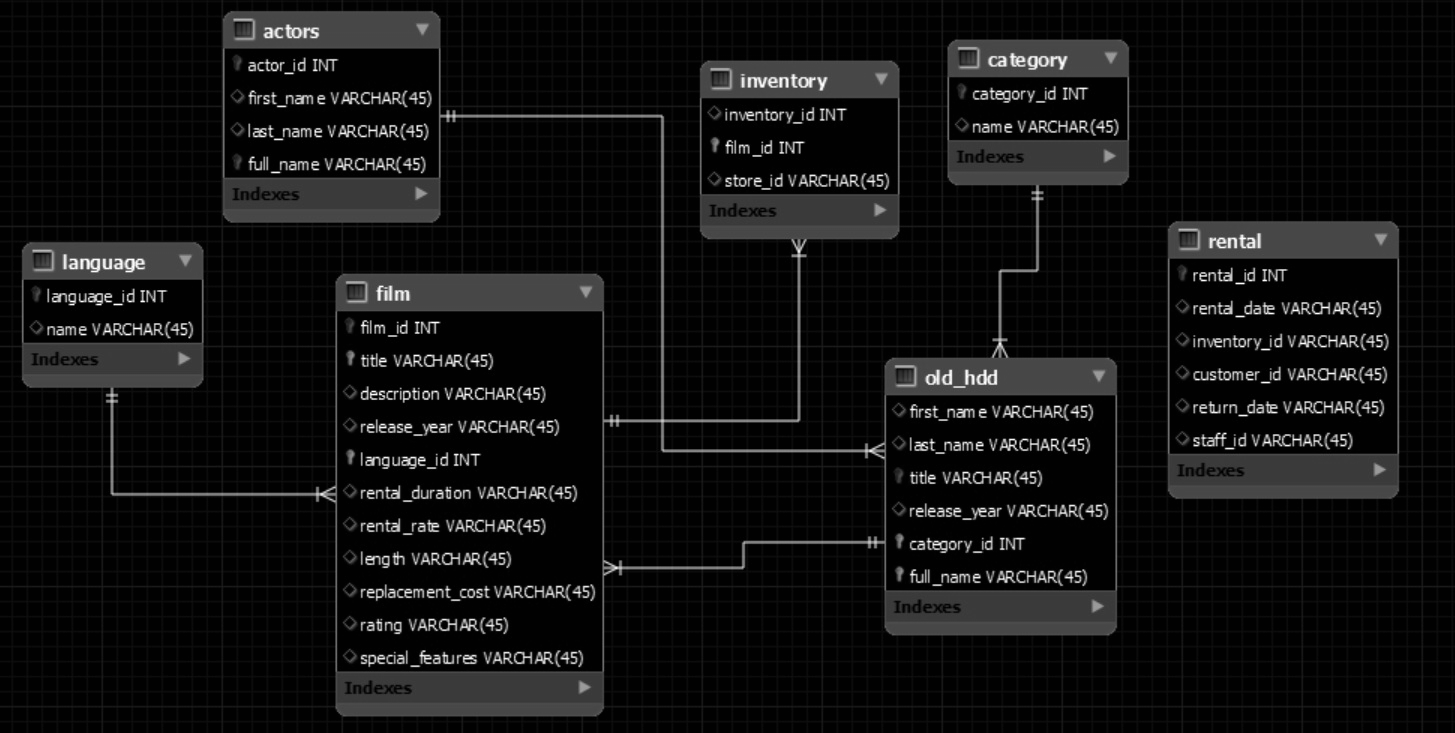 actors
actor_id INT
first_name VARCHAR(45)
last_name VARCHAR(45)
full_name VARCHAR(45)
Indexes
inventory
inventory_id INT
film_id INT
store_id VARCHAR(45)
Indexes
category
category_id INT
name VARCHAR(45)
Indexes
language
language_id INT
name VARCHAR(45)
Indexes
film
film_id INT
title VARCHAR(45)
description VARCHAR(45)
release_year VARCHAR(45)
language_id INT
rental_duration VARCHAR(45)
rental_rate VARCHAR(45)
length VARCHAR(45)
replacement_cost VARCHAR(45)
rating VARCHAR(45)
special_features VARCHAR(45)
Indexes
old_hdd
first_name VARCHAR(45)
last_name VARCHAR(45)
title VARCHAR(45)
release_year VARCHAR(45)
category_id INT
full_name VARCHAR(45)
Indexes
rental
rental_id INT
rental_date VARCHAR(45)
inventory_id VARCHAR(45)
customer_id VARCHAR(45)
return_date VARCHAR(45)
staff_id VARCHAR(45)
Indexes